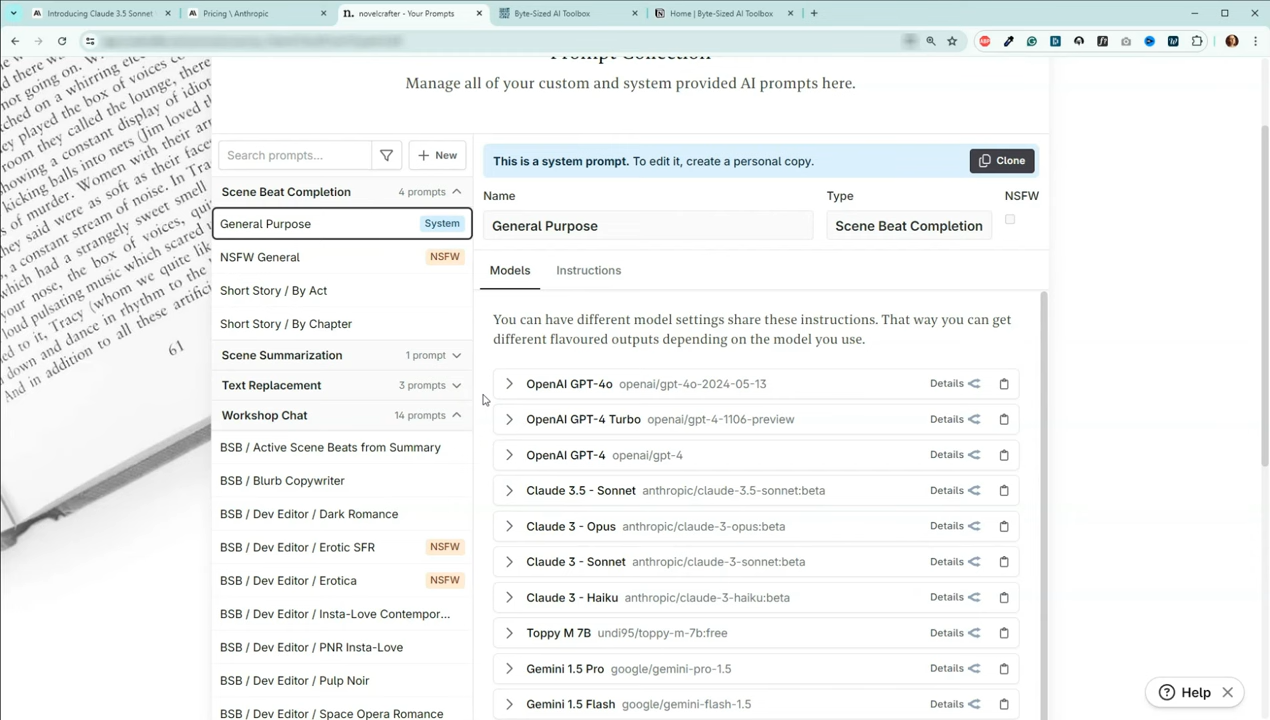 Introducing Claude 3.5 Sonnet
Pricing \ Anthropic
novelcrafter - Your Prompts
Byte-Sized AI Toolbox
Home | Byte-Sized AI Toolbox
Prompt Collection
Manage all of your custom and system provided AI prompts here.
Search prompts...
New
Scene Beat Completion 4 prompts
General Purpose System
NSFW General NSFW
Short Story / By Act
Short Story / By Chapter
Scene Summarization 1 prompt
Text Replacement 3 prompts
Workshop Chat 14 prompts
BSB / Active Scene Beats from Summary
BSB / Blurb Copywriter
BSB / Dev Editor / Dark Romance
BSB / Dev Editor / Erotic SFR NSFW
BSB / Dev Editor / Erotica NSFW
BSB / Dev Editor / Insta-Love Contempor...
BSB / Dev Editor / PNR Insta-Love
BSB / Dev Editor / Pulp Noir
BSB / Dev Editor / Space Opera Romance
This is a system prompt. To edit it, create a personal copy.
Clone
Name Type NSFW
General Purpose Scene Beat Completion
Models Instructions
You can have different model settings share these instructions. That way you can get
different flavoured outputs depending on the model you use.
OpenAI GPT-4o openai/gpt-4o-2024-05-13 Details
OpenAI GPT-4 Turbo openai/gpt-4-1106-preview Details
OpenAI GPT-4 openai/gpt-4 Details
Claude 3.5 - Sonnet anthropic/claude-3.5-sonnet:beta Details
Claude 3 - Opus anthropic/claude-3-opus:beta Details
Claude 3 - Sonnet anthropic/claude-3-sonnet:beta Details
Claude 3 - Haiku anthropic/claude-3-haiku:beta Details
Toppy M 7B undi95/toppy-m-7b:free Details
Gemini 1.5 Pro google/gemini-pro-1.5 Details
Gemini 1.5 Flash google/gemini-flash-1.5 Details
Help
61